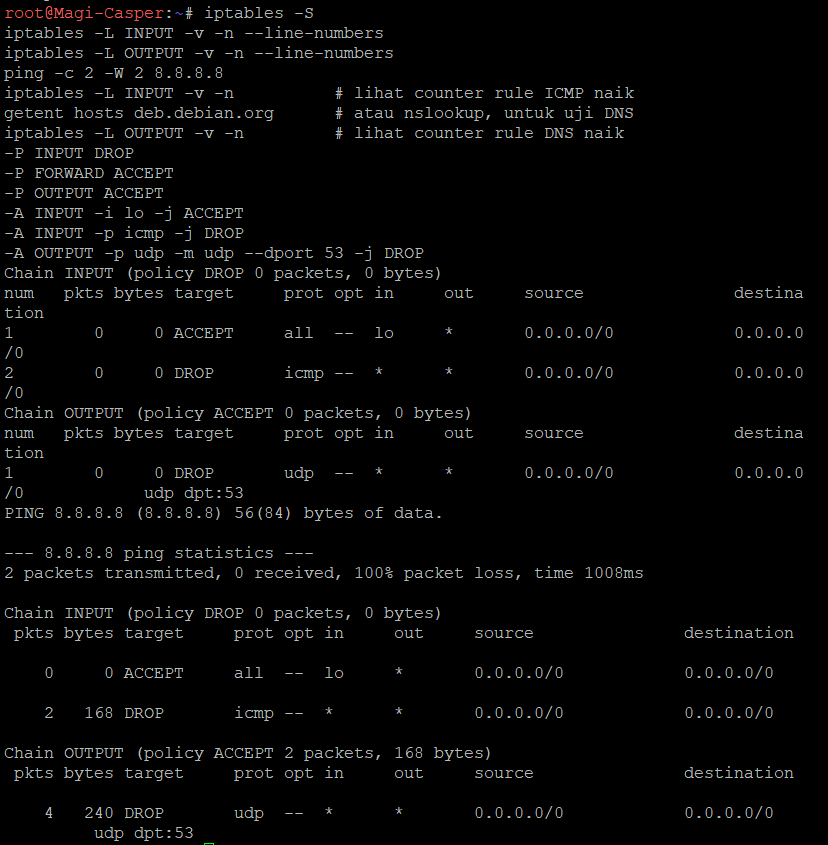 root@Magi-Casper:~# iptables -S
iptables -L INPUT -v -n --line-numbers
iptables -L OUTPUT -v -n --line-numbers
ping -c 2 -W 2 8.8.8.8
iptables -L INPUT -v -n          # lihat counter rule ICMP naik
getent hosts deb.debian.org      # atau nslookup, untuk uji DNS
iptables -L OUTPUT -v -n         # lihat counter rule DNS naik
-P INPUT DROP
-P FORWARD ACCEPT
-P OUTPUT ACCEPT
-A INPUT -i lo -j ACCEPT
-A INPUT -p icmp -j DROP
-A OUTPUT -p udp -m udp --dport 53 -j DROP
Chain INPUT (policy DROP 0 packets, 0 bytes)
num   pkts bytes target     prot opt in     out     source               destina
tion
1        0     0 ACCEPT     all  --  lo     *       0.0.0.0/0            0.0.0.0
/0
2        0     0 DROP       icmp --  *      *       0.0.0.0/0            0.0.0.0
/0
Chain OUTPUT (policy ACCEPT 0 packets, 0 bytes)
num   pkts bytes target     prot opt in     out     source               destina
tion
1        0     0 DROP       udp  --  *      *       0.0.0.0/0            0.0.0.0
/0            udp dpt:53
PING 8.8.8.8 (8.8.8.8) 56(84) bytes of data.
--- 8.8.8.8 ping statistics ---
2 packets transmitted, 0 received, 100% packet loss, time 1008ms
Chain INPUT (policy DROP 0 packets, 0 bytes)
 pkts bytes target     prot opt in     out     source               destination
    0     0 ACCEPT     all  --  lo     *       0.0.0.0/0            0.0.0.0/0
    2   168 DROP       icmp --  *      *       0.0.0.0/0            0.0.0.0/0
Chain OUTPUT (policy ACCEPT 2 packets, 168 bytes)
 pkts bytes target     prot opt in     out     source               destination
    4   240 DROP       udp  --  *      *       0.0.0.0/0            0.0.0.0/0
         udp dpt:53